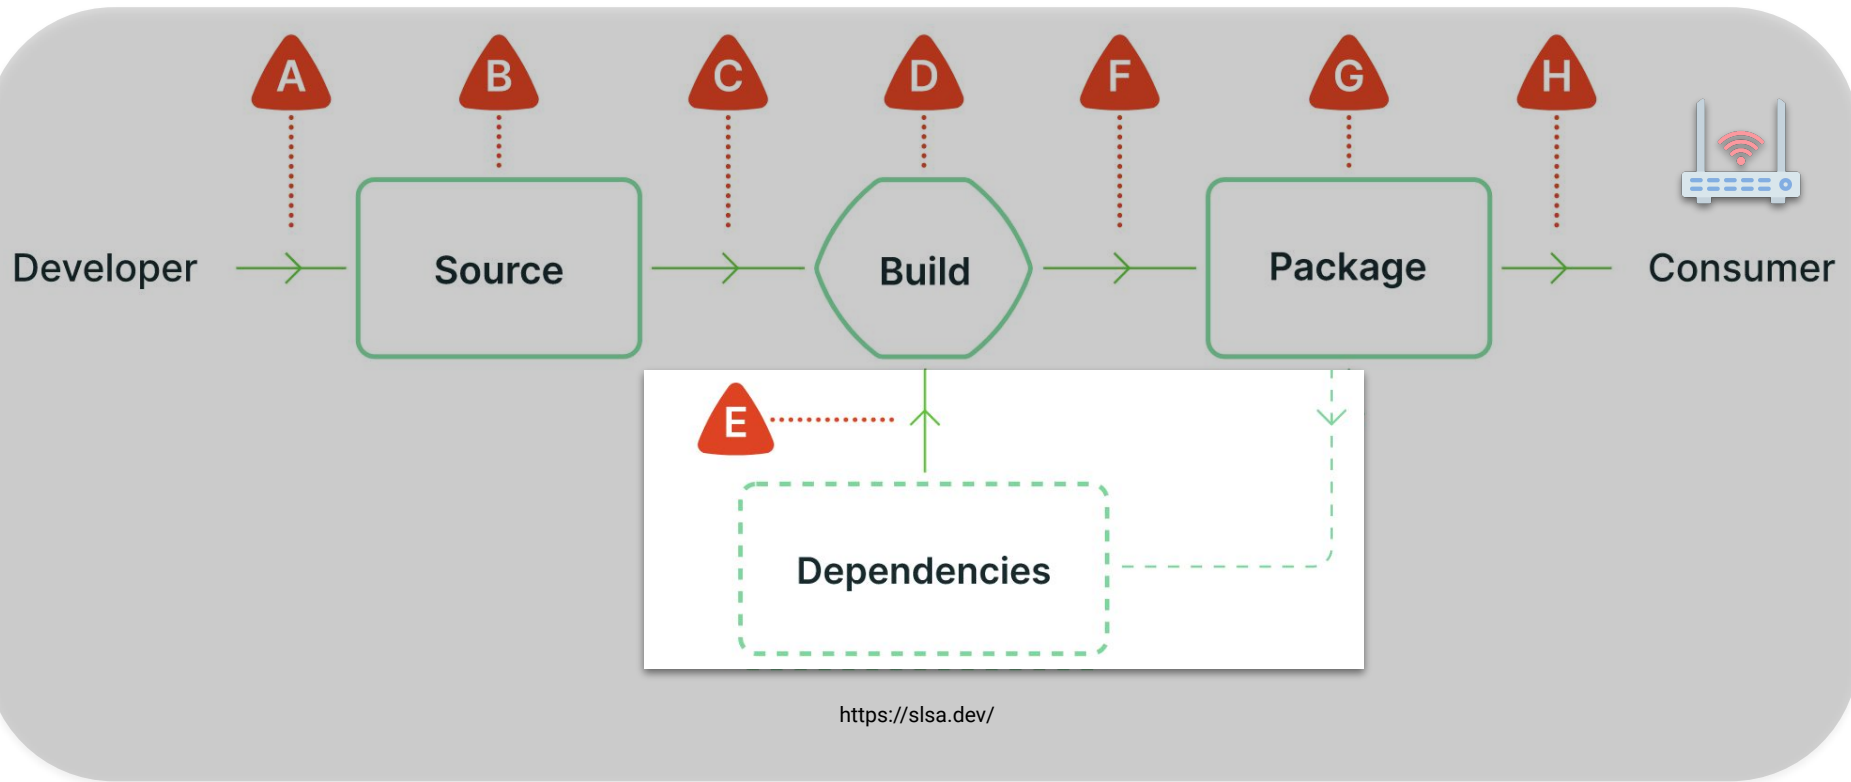 A
B
C
D
F
G
H
Developer
Source
Build
Package
Consumer
E
Dependencies
https://slsa.dev/